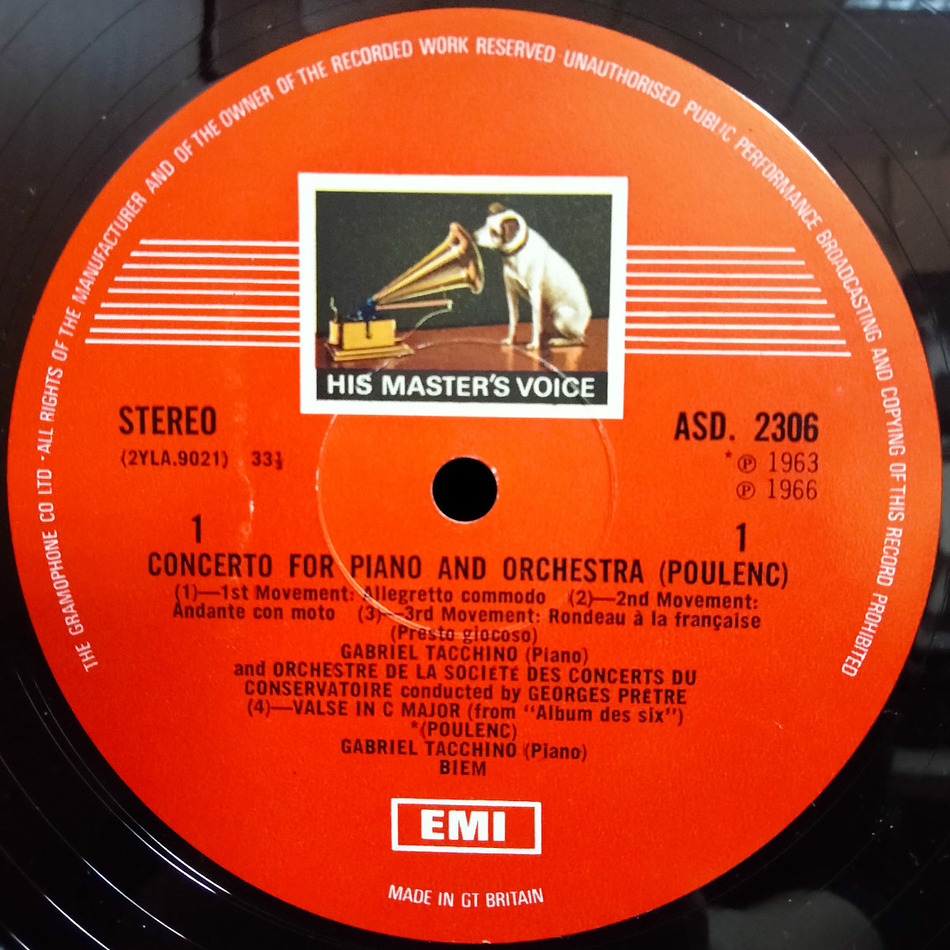 THE GRAMOPHONE CO LTD · ALL RIGHTS OF THE MANUFACTURER AND OF THE OWNER OF THE RECORDED WORK RESERVED · UNAUTHORISED PUBLIC PERFORMANCE BROADCASTING AND COPYING OF THIS RECORD PROHIBITED
HIS MASTER'S VOICE
STEREO ASD. 2306
(2YLA.9021) 33⅓ *℗ 1963
℗ 1966
1 1
CONCERTO FOR PIANO AND ORCHESTRA (POULENC)
(1)—1st Movement: Allegretto commodo (2)—2nd Movement:
Andante con moto (3)—3rd Movement: Rondeau à la française
(Presto giocoso)
GABRIEL TACCHINO (Piano)
and ORCHESTRE DE LA SOCIÉTÉ DES CONCERTS DU
CONSERVATOIRE conducted by GEORGES PRÊTRE
(4)—VALSE IN C MAJOR (from "Album des six")
*(POULENC)
GABRIEL TACCHINO (Piano)
BIEM
EMI
MADE IN GT BRITAIN